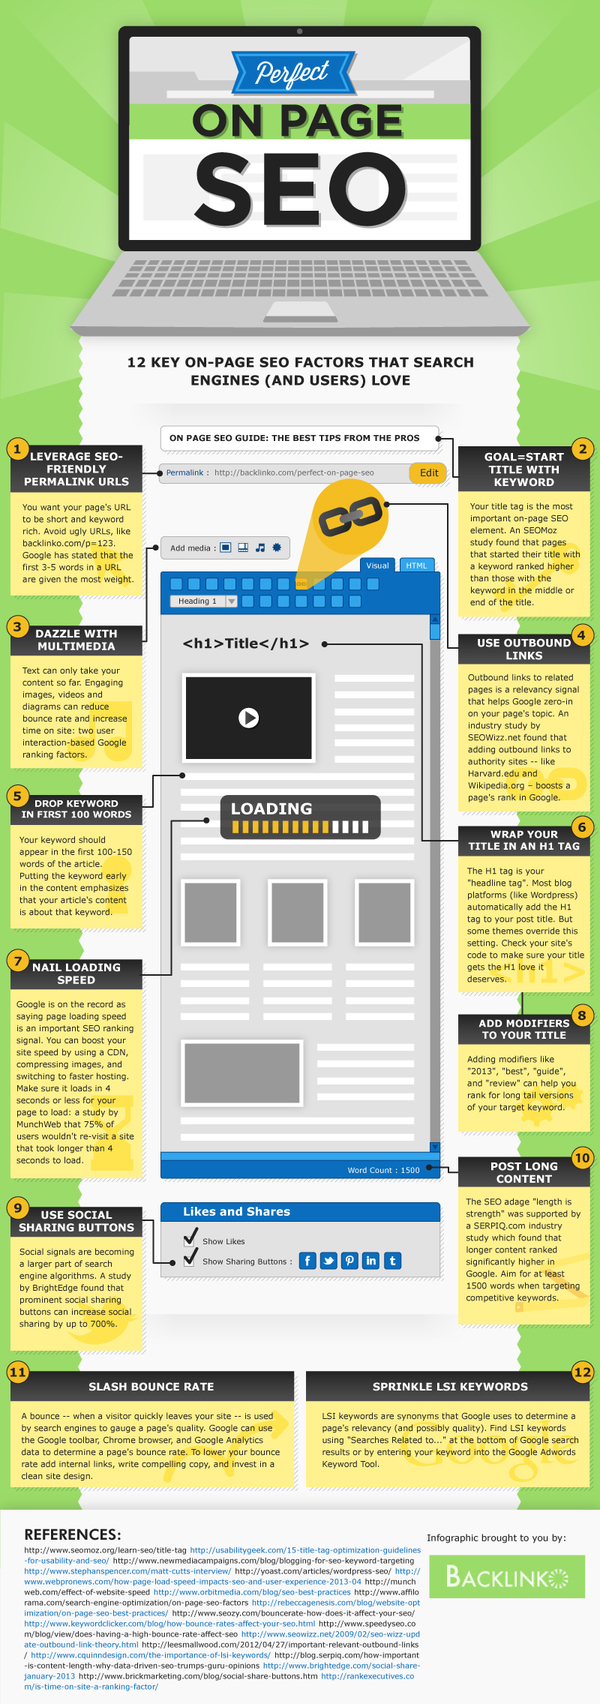 Perfect
ON PAGE
SEO
12 KEY ON-PAGE SEO FACTORS THAT SEARCH
ENGINES (AND USERS) LOVE
ON PAGE SEO GUIDE: THE BEST TIPS FROM THE PROS
Permalink : http://backlinko.com/perfect-on-page-seo Edit
Add media :
Visual HTML
Heading 1
<h1>Title</h1>
LOADING
Word Count : 1500
Likes and Shares
Show Likes
Show Sharing Buttons :
1
LEVERAGE SEO-
FRIENDLY
PERMALINK URLS
You want your page's URL
to be short and keyword
rich. Avoid ugly URLs, like
backlinko.com/p=123.
Google has stated that the
first 3-5 words in a URL
are given the most weight.
2
GOAL=START
TITLE WITH
KEYWORD
Your title tag is the most
important on-page SEO
element. An SEOMoz
study found that pages
that started their title with
a keyword ranked higher
than those with the
keyword in the middle or
end of the title.
3
DAZZLE WITH
MULTIMEDIA
Text can only take your
content so far. Engaging
images, videos and
diagrams can reduce
bounce rate and increase
time on site: two user
interaction-based Google
ranking factors.
4
USE OUTBOUND
LINKS
Outbound links to related
pages is a relevancy signal
that helps Google zero-in
on your page's topic. An
industry study by
SEOWizz.net found that
adding outbound links to
authority sites -- like
Harvard.edu and
Wikipedia.org – boosts a
page's rank in Google.
5
DROP KEYWORD
IN FIRST 100 WORDS
Your keyword should
appear in the first 100-150
words of the article.
Putting the keyword early
in the content emphasizes
that your article's content
is about that keyword.
6
WRAP YOUR
TITLE IN AN H1 TAG
The H1 tag is your
"headline tag". Most blog
platforms (like Wordpress)
automatically add the H1
tag to your post title. But
some themes override this
setting. Check your site's
code to make sure your title
gets the H1 love it
deserves.
7
NAIL LOADING
SPEED
Google is on the record as
saying page loading speed
is an important SEO ranking
signal. You can boost your
site speed by using a CDN,
compressing images, and
switching to faster hosting.
Make sure it loads in 4
seconds or less for your
page to load: a study by
MunchWeb that 75% of
users wouldn't re-visit a site
that took longer than 4
seconds to load.
8
ADD MODIFIERS
TO YOUR TITLE
Adding modifiers like
"2013", "best", "guide",
and "review" can help you
rank for long tail versions
of your target keyword.
9
USE SOCIAL
SHARING BUTTONS
Social signals are becoming
a larger part of search
engine algorithms. A study
by BrightEdge found that
prominent social sharing
buttons can increase social
sharing by up to 700%.
10
POST LONG
CONTENT
The SEO adage "length is
strength" was supported by
a SERPIQ.com industry
study which found that
longer content ranked
significantly higher in
Google. Aim for at least
1500 words when targeting
competitive keywords.
11
SLASH BOUNCE RATE
A bounce -- when a visitor quickly leaves your site -- is used
by search engines to gauge a page's quality. Google can use
the Google toolbar, Chrome browser, and Google Analytics
data to determine a page's bounce rate. To lower your bounce
rate add internal links, write compelling copy, and invest in a
clean site design.
12
SPRINKLE LSI KEYWORDS
LSI keywords are synonyms that Google uses to determine a
page's relevancy (and possibly quality). Find LSI keywords
using "Searches Related to..." at the bottom of Google search
results or by entering your keyword into the Google Adwords
Keyword Tool.
REFERENCES:
http://www.seomoz.org/learn-seo/title-tag http://usabilitygeek.com/15-title-tag-optimization-guidelines
-for-usability-and-seo/ http://www.newmediacampaigns.com/blog/blogging-for-seo-keyword-targeting
http://www.stephanspencer.com/matt-cutts-interview/ http://yoast.com/articles/wordpress-seo/ http:/
/www.webpronews.com/how-page-load-speed-impacts-seo-and-user-experience-2013-04 http://munch
web.com/effect-of-website-speed http://www.orbitmedia.com/blog/seo-best-practices http://www.affilo
rama.com/search-engine-optimization/on-page-seo-factors http://rebeccagenesis.com/blog/website-opt
imization/on-page-seo-best-practices/ http://www.seozy.com/bouncerate-how-does-it-affect-your-seo/
http://www.keywordclicker.com/blog/how-bounce-rates-affect-your-seo.html http://www.speedyseo.co
m/blog/view/does-having-a-high-bounce-rate-affect-seo http://www.seowizz.net/2009/02/seo-wizz-upd
ate-outbound-link-theory.html http://leesmallwood.com/2012/04/27/important-relevant-outbound-links
/ http://www.cquinndesign.com/the-importance-of-lsi-keywords/ http://blog.serpiq.com/how-important
-is-content-length-why-data-driven-seo-trumps-guru-opinions http://www.brightedge.com/social-share-
january-2013 http://www.brickmarketing.com/blog/social-share-buttons.htm http://rankexecutives.co
m/is-time-on-site-a-ranking-factor/
Infographic brought to you by:
BACKLINKO